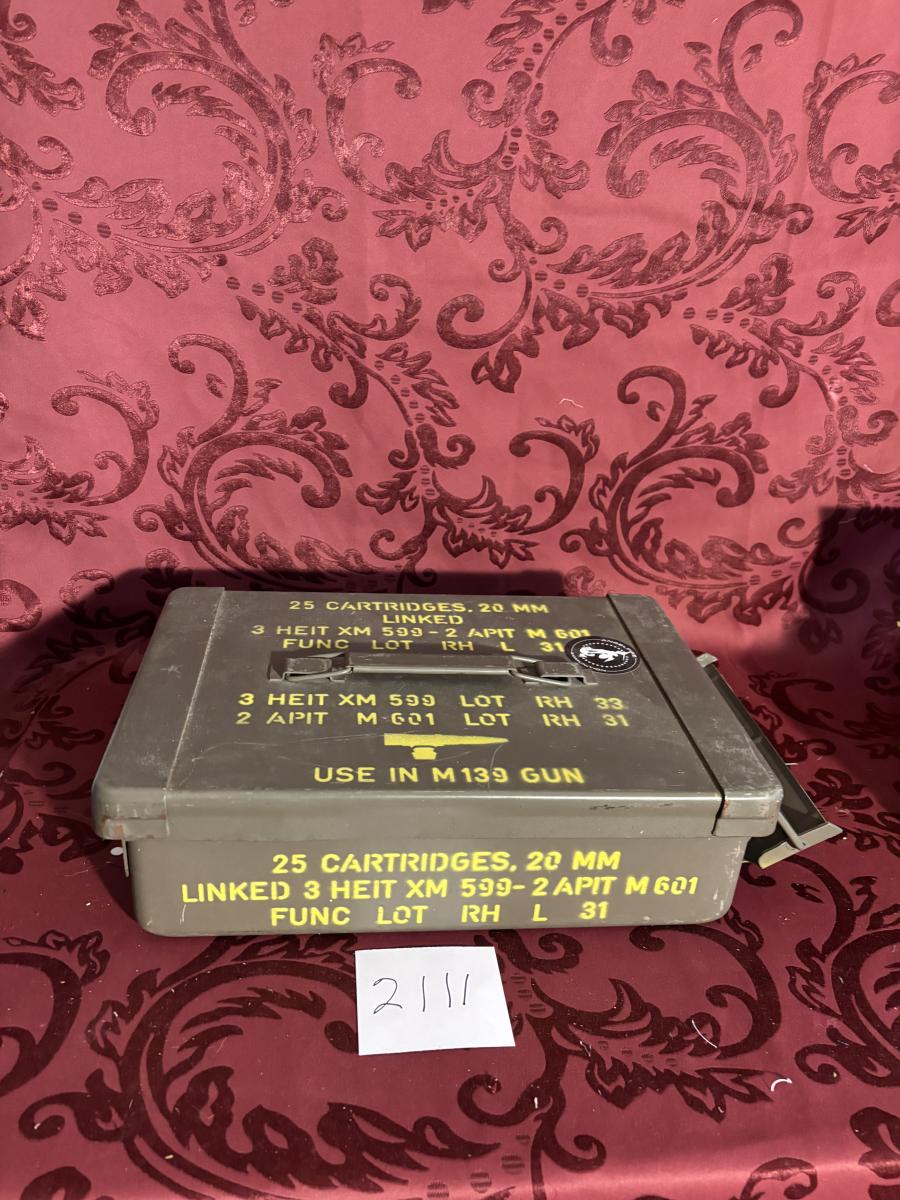 25 CARTRIDGES. 20 MM
LINKED
3 HEIT XM 599-2 APIT M 601
FUNC LOT RH L 31
3 HEIT XM 599 LOT RH 33
2 APIT M 601 LOT RH 31
USE IN M139 GUN
25 CARTRIDGES. 20 MM
LINKED 3 HEIT XM 599-2 APIT M 601
FUNC LOT RH L 31
2111